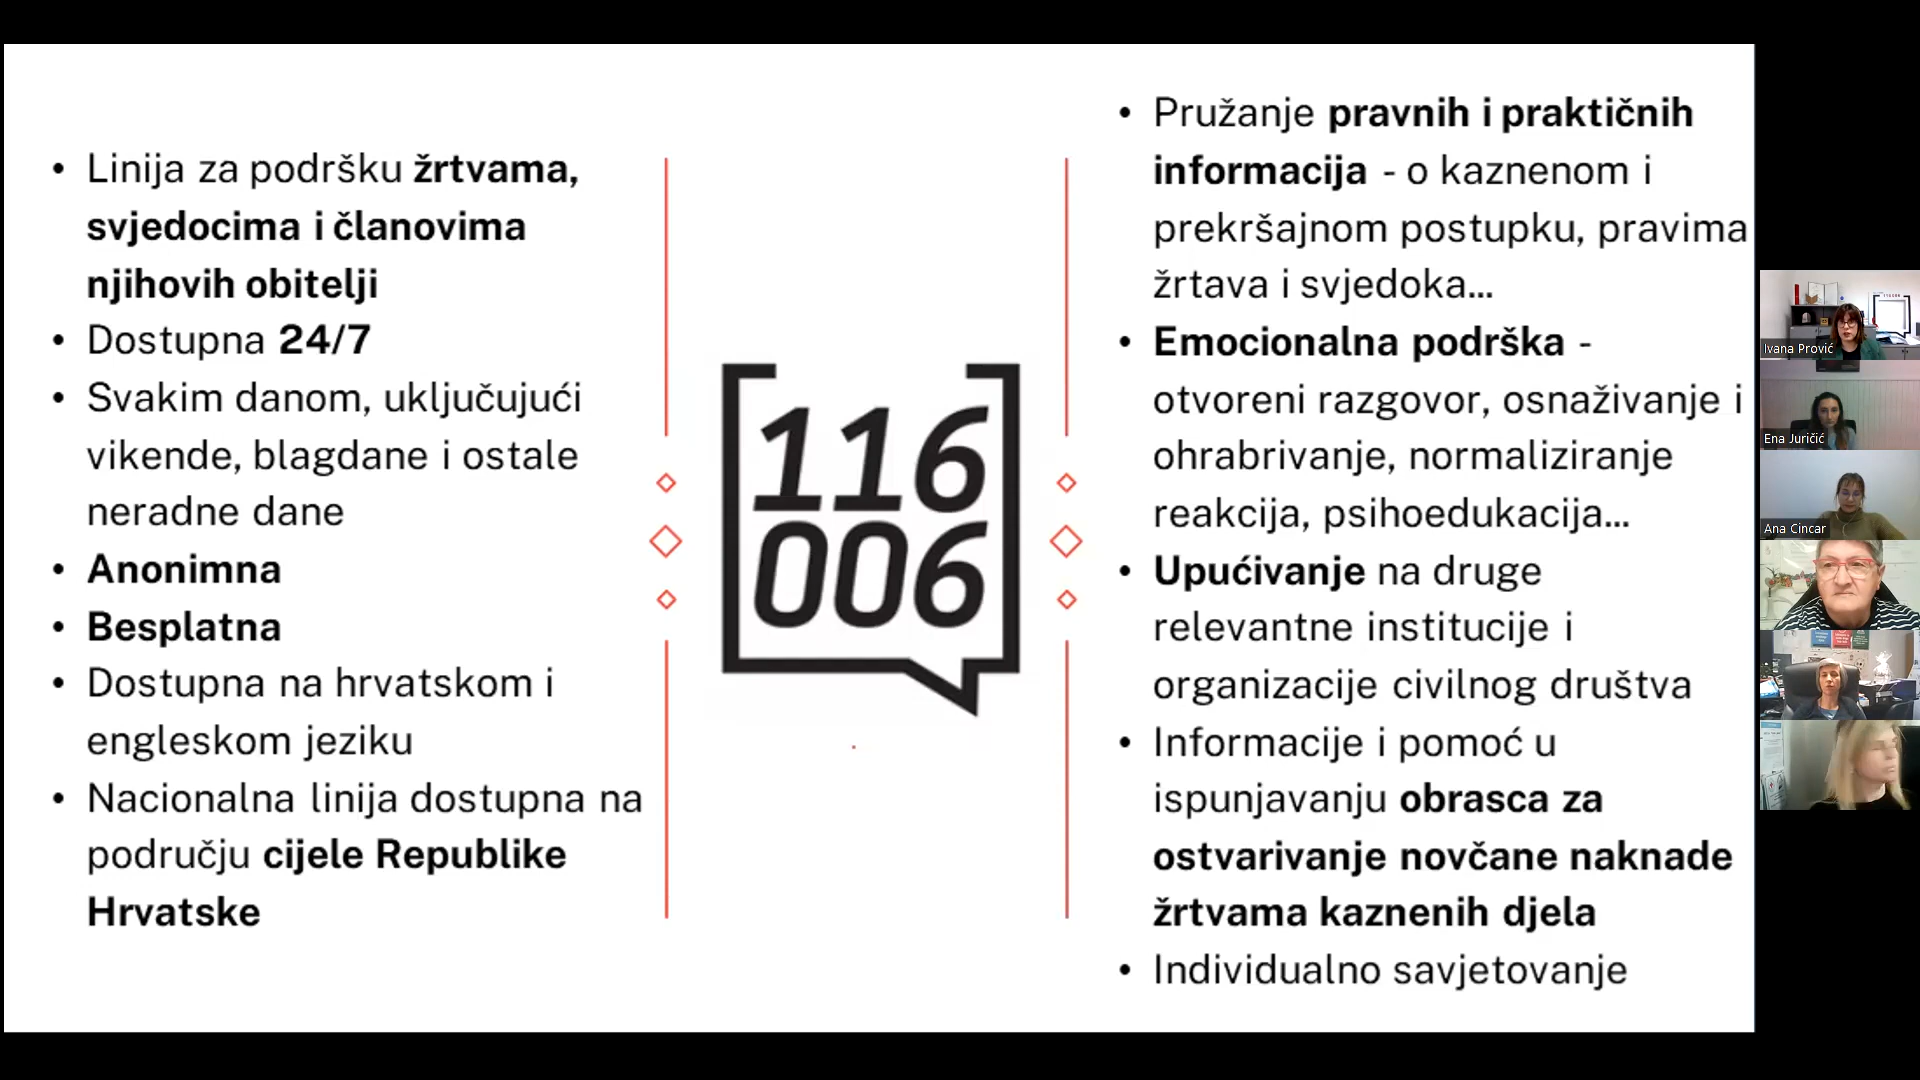 • Linija za podršku žrtvama,
svjedocima i članovima
njihovih obitelji
• Dostupna 24/7
• Svakim danom, uključujući
vikende, blagdane i ostale
neradne dane
• Anonimna
• Besplatna
• Dostupna na hrvatskom i
engleskom jeziku
• Nacionalna linija dostupna na
području cijele Republike
Hrvatske
116
006
• Pružanje pravnih i praktičnih
informacija - o kaznenom i
prekršajnom postupku, pravima
žrtava i svjedoka...
• Emocionalna podrška -
otvoreni razgovor, osnaživanje i
ohrabrivanje, normaliziranje
reakcija, psihoedukacija...
• Upućivanje na druge
relevantne institucije i
organizacije civilnog društva
• Informacije i pomoć u
ispunjavanju obrasca za
ostvarivanje novčane naknade
žrtvama kaznenih djela
• Individualno savjetovanje
Ivana Prović
Ena Juričić
Ana Cincar